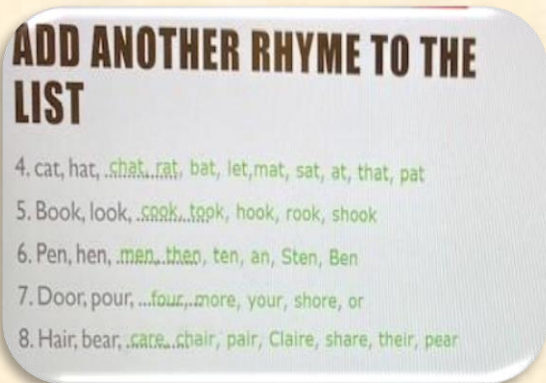 ADD ANOTHER RHYME TO THE
LIST
4. cat, hat, ..chat,..rat, bat, let,mat, sat, at, that, pat
5. Book, look, ..cook,..took, hook, rook, shook
6. Pen, hen, ..men,..then, ten, an, Sten, Ben
7. Door, pour, ...four,..more, your, shore, or
8. Hair, bear, ..care,..chair, pair, Claire, share, their, pear